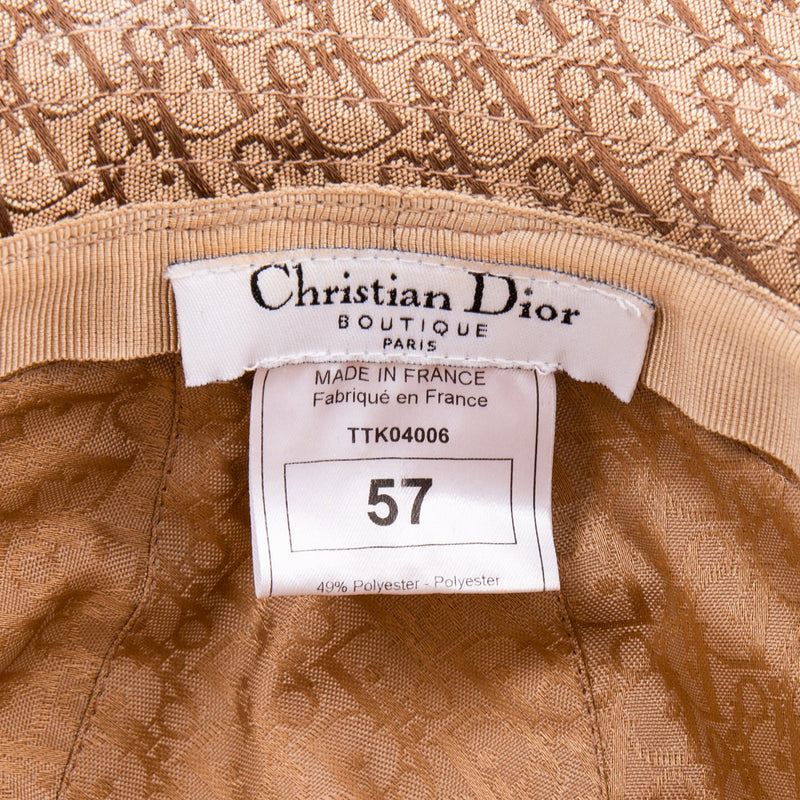 Christian Dior
BOUTIQUE
PARIS
MADE IN FRANCE
Fabriqué en France
TTK04006
57
49% Polyester - Polyester